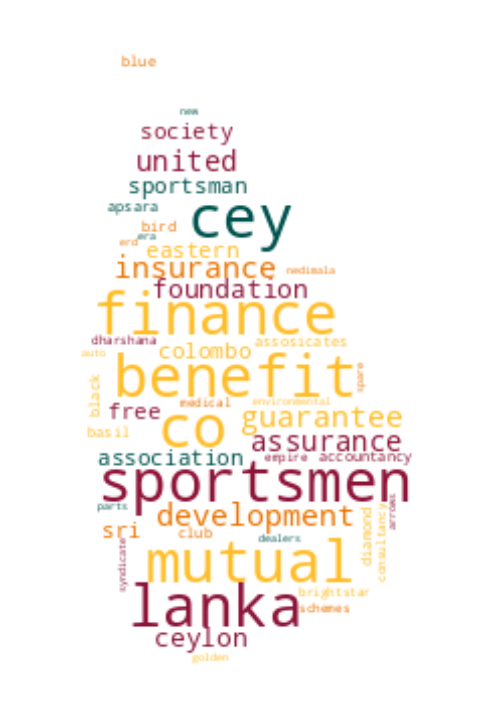 blue
new
society
united
sportsman
apsara
cey
bird
era
erd
eastern
insurance
nedimala
foundation
finance
dharshana
assosicates
auto
colombo
benefit
spare
black
medical
environmental
free
co
guarantee
basil
assurance
association
empire
accountancy
sportsmen
parts
arrows
development
sri
club
diamond
consultancy
dealers
syndicate
mutual
brightstar
lanka
schemes
ceylon
golden